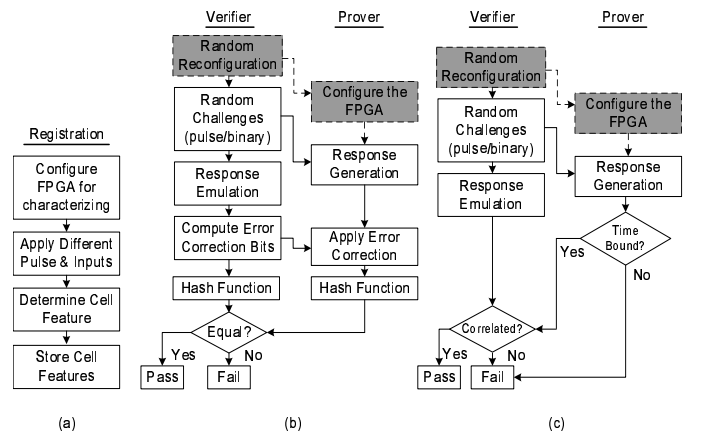 Registration
Configure
FPGA for
characterizing
Apply Different
Pulse & Inputs
Determine Cell
Feature
Store Cell
Features
(a)
Verifier
Prover
Random
Reconfiguration
Configure the
FPGA
Random
Challenges
(pulse/binary)
Response
Generation
Response
Emulation
Compute Error
Correction Bits
Apply Error
Correction
Hash Function
Hash Function
Equal?
Yes
No
Pass
Fail
(b)
Verifier
Prover
Random
Reconfiguration
Configure the
FPGA
Random
Challenges
(pulse/binary)
Response
Generation
Response
Emulation
Time
Bound?
Yes
No
Correlated?
Yes
No
Pass
Fail
(c)